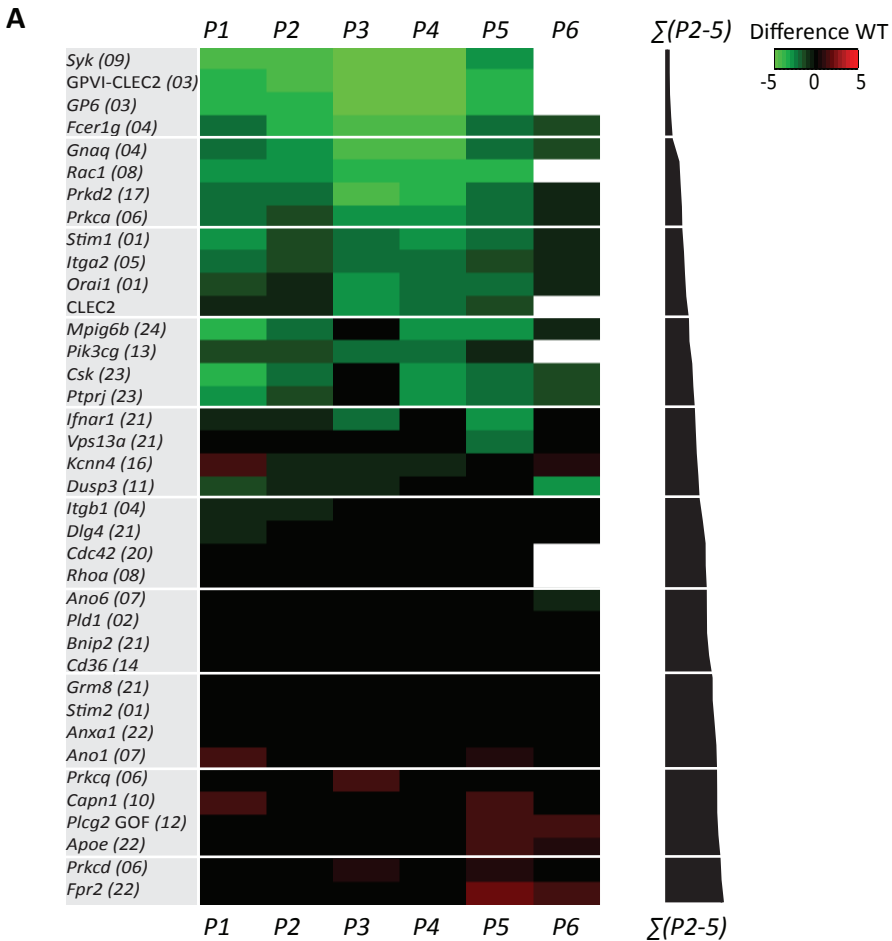 A
P1 P2 P3 P4 P5 P6 ∑(P2-5) Difference WT
-5 0 5
Syk (09)
GPVI-CLEC2 (03)
GP6 (03)
Fcer1g (04)
Gnaq (04)
Rac1 (08)
Prkd2 (17)
Prkca (06)
Stim1 (01)
Itga2 (05)
Orai1 (01)
CLEC2
Mpig6b (24)
Pik3cg (13)
Csk (23)
Ptprj (23)
Ifnar1 (21)
Vps13a (21)
Kcnn4 (16)
Dusp3 (11)
Itgb1 (04)
Dlg4 (21)
Cdc42 (20)
Rhoa (08)
Ano6 (07)
Pld1 (02)
Bnip2 (21)
Cd36 (14
Grm8 (21)
Stim2 (01)
Anxa1 (22)
Ano1 (07)
Prkcq (06)
Capn1 (10)
Plcg2 GOF (12)
Apoe (22)
Prkcd (06)
Fpr2 (22)
P1 P2 P3 P4 P5 P6 ∑(P2-5)